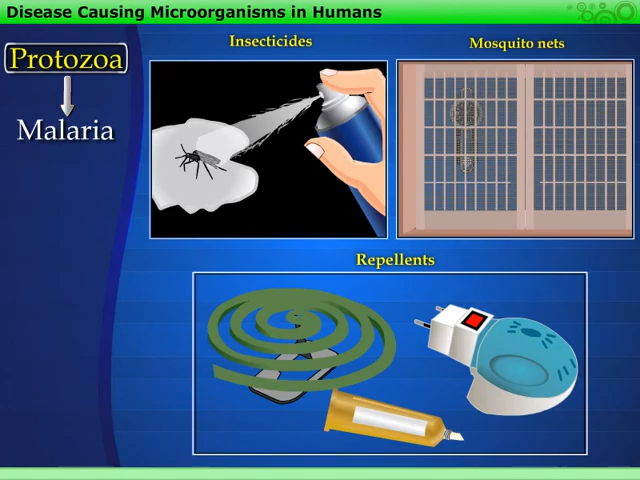 Disease Causing Microorganisms in Humans
Protozoa
Malaria
Insecticides
Mosquito nets
Repellents